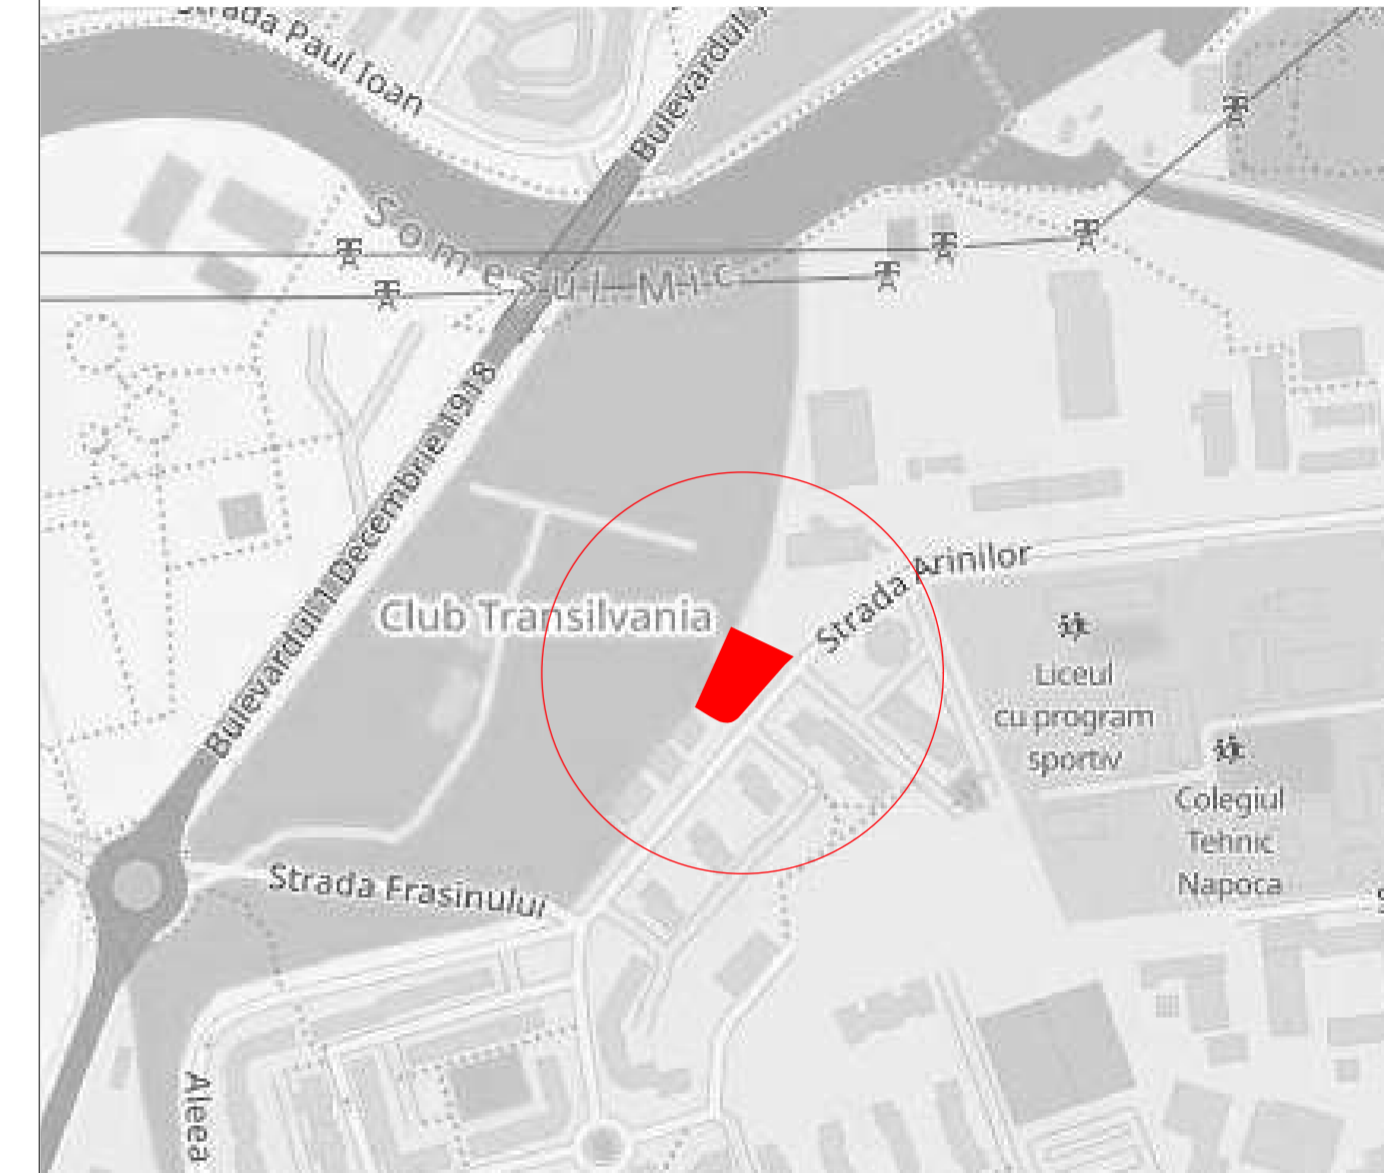 Strada Paul Ioan
Bulevardul
Somesul Mic
Bulevardul 1 Decembrie 1918
Strada Arinilor
Club Transilvania
Liceul
cu program
sportiv
Colegiul
Tehnic
Napoca
Strada Frasinului
S
Aleea